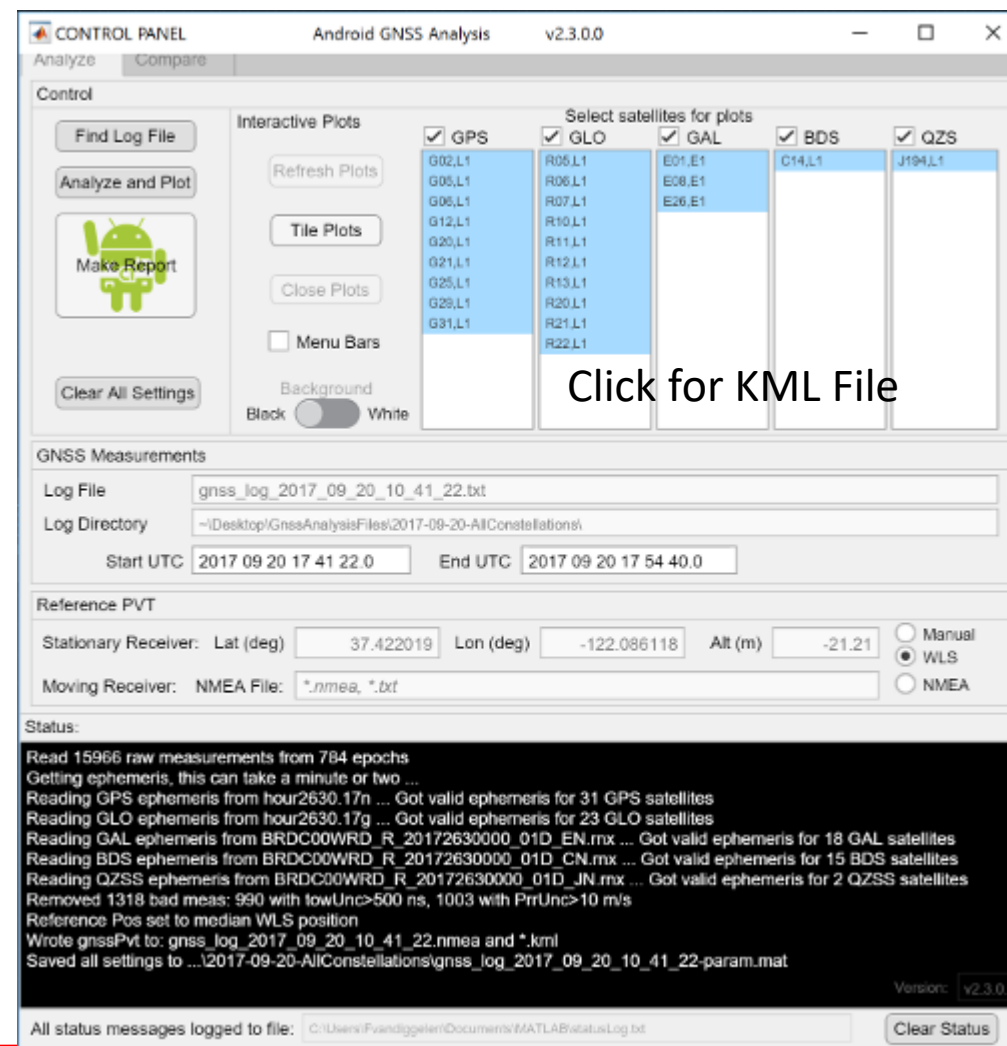 CONTROL PANEL Android GNSS Analysis v2.3.0.0
Analyze Compare
Control
Find Log File
Analyze and Plot
Make Report
Clear All Settings
Interactive Plots
Refresh Plots
Tile Plots
Close Plots
Menu Bars
Background
Black White
Select satellites for plots
GPS GLO GAL BDS QZS
G02,L1 R05,L1 E01,E1 C14,L1 J194,L1
G05,L1 R06,L1 E08,E1
G06,L1 R07,L1 E26,E1
G12,L1 R10,L1
G20,L1 R11,L1
G21,L1 R12,L1
G25,L1 R13,L1
G29,L1 R20,L1
G31,L1 R21,L1
R22,L1
Click for KML File
GNSS Measurements
Log File gnss_log_2017_09_20_10_41_22.txt
Log Directory ~\Desktop\GnssAnalysisFiles\2017-09-20-AllConstellations\
Start UTC 2017 09 20 17 41 22.0 End UTC 2017 09 20 17 54 40.0
Reference PVT
Stationary Receiver: Lat (deg) 37.422019 Lon (deg) -122.086118 Alt (m) -21.21
Manual
WLS
Moving Receiver: NMEA File: *.nmea, *.txt NMEA
Status:
Read 15966 raw measurements from 784 epochs
Getting ephemeris, this can take a minute or two ...
Reading GPS ephemeris from hour2630.17n ... Got valid ephemeris for 31 GPS satellites
Reading GLO ephemeris from hour2630.17g ... Got valid ephemeris for 23 GLO satellites
Reading GAL ephemeris from BRDC00WRD_R_20172630000_01D_EN.rnx ... Got valid ephemeris for 18 GAL satellites
Reading BDS ephemeris from BRDC00WRD_R_20172630000_01D_CN.rnx ... Got valid ephemeris for 15 BDS satellites
Reading QZSS ephemeris from BRDC00WRD_R_20172630000_01D_JN.rnx ... Got valid ephemeris for 2 QZSS satellites
Removed 1318 bad meas: 990 with towUnc>500 ns, 1003 with PrrUnc>10 m/s
Reference Pos set to median WLS position
Wrote gnssPvt to: gnss_log_2017_09_20_10_41_22.nmea and *.kml
Saved all settings to ...\2017-09-20-AllConstellations\gnss_log_2017_09_20_10_41_22-param.mat
Version: v2.3.0.
All status messages logged to file: C:\Users\Fvandiggelen\Documents\MATLAB\statusLog.txt Clear Status